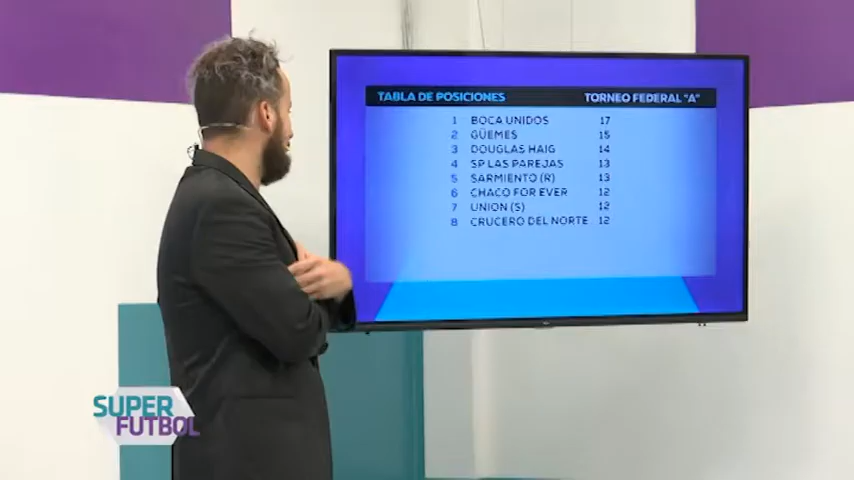 TABLA DE POSICIONES TORNEO FEDERAL "A"
1 BOCA UNIDOS 17
2 GÜEMES 15
3 DOUGLAS HAIG 14
4 SP LAS PAREJAS 13
5 SARMIENTO (R) 13
6 CHACO FOR EVER 12
7 UNION (S) 12
8 CRUCERO DEL NORTE 12
SUPER
FUTBOL